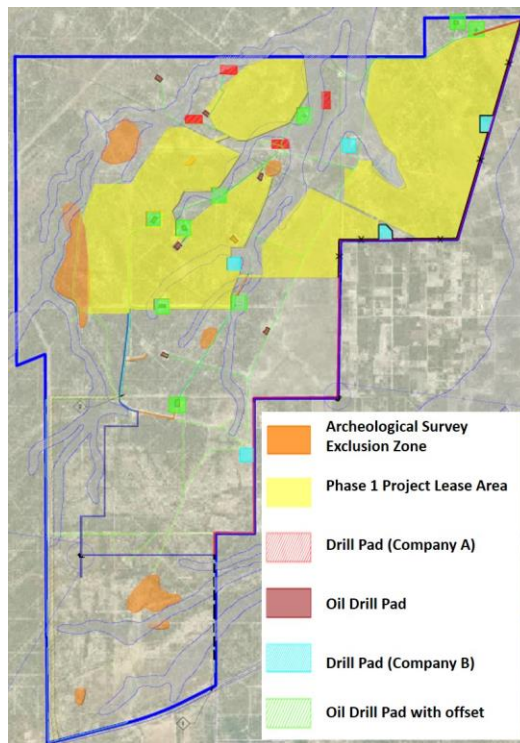 Archeological Survey
Exclusion Zone
Phase 1 Project Lease Area
Drill Pad (Company A)
Oil Drill Pad
Drill Pad (Company B)
Oil Drill Pad with offset